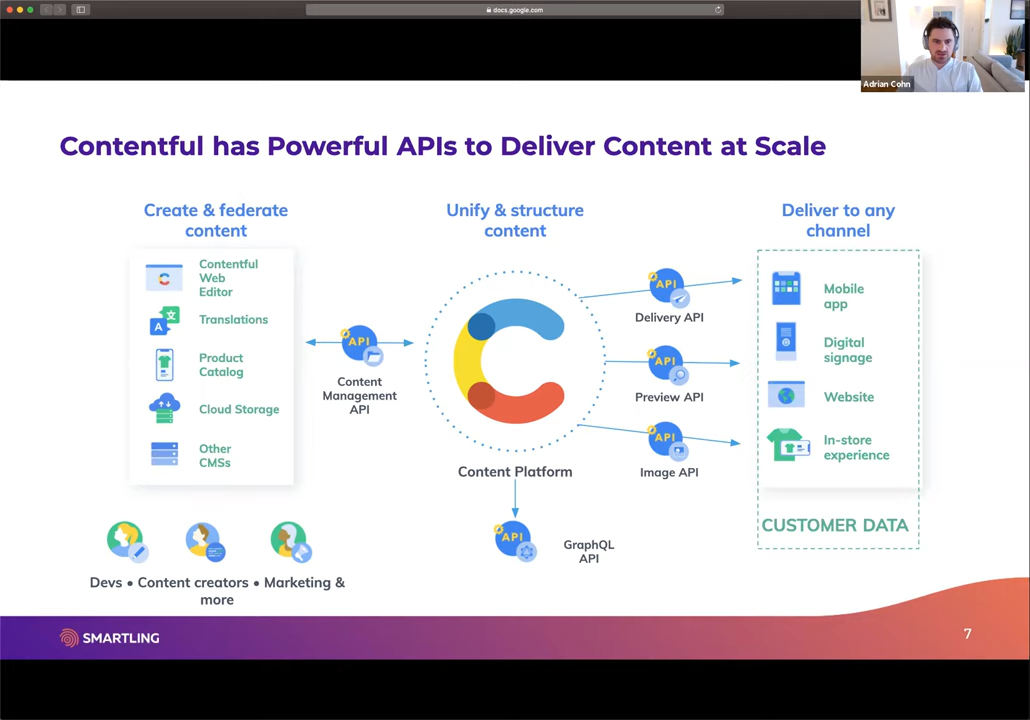 docs.google.com
Adrian Cohn
Contentful has Powerful APIs to Deliver Content at Scale
Create & federate
content
Contentful
Web
Editor
Translations
Product
Catalog
Cloud Storage
Other
CMSs
Devs • Content creators • Marketing &
more
API
Content
Management
API
Unify & structure
content
Content Platform
API
GraphQL
API
API
Delivery API
API
Preview API
API
Image API
Deliver to any
channel
Mobile
app
Digital
signage
Website
In-store
experience
CUSTOMER DATA
SMARTLING
7